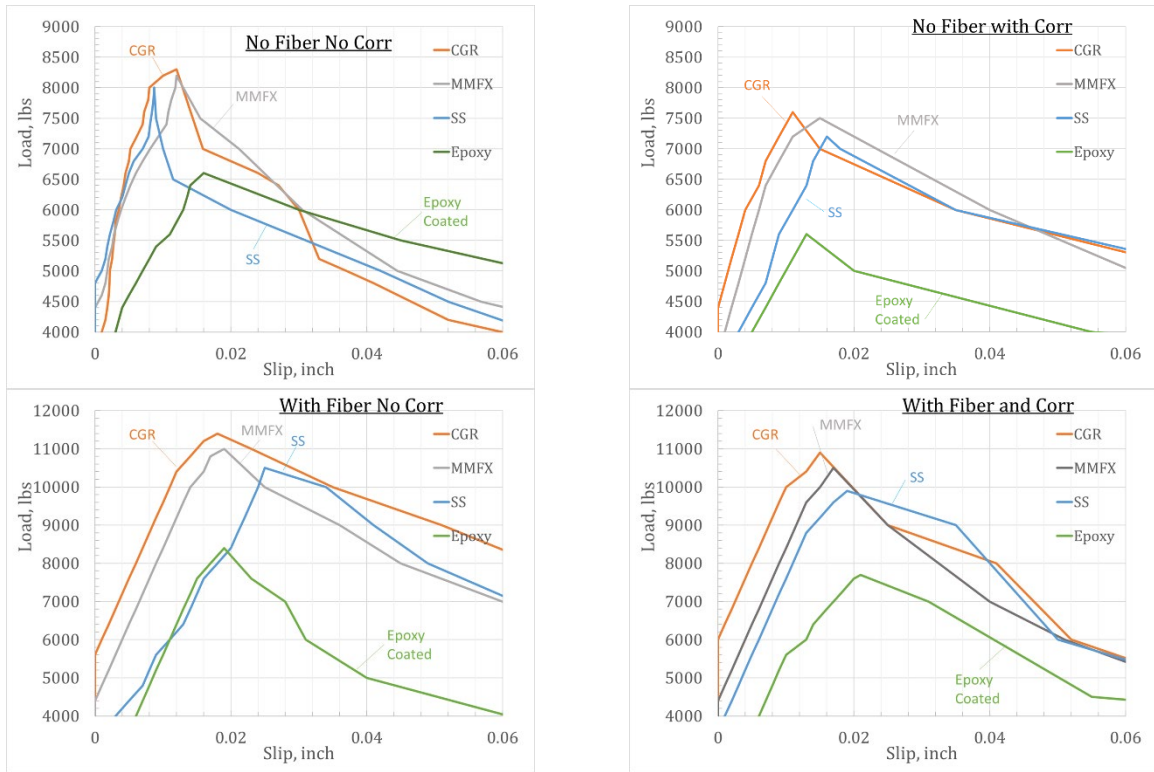 No Fiber No Corr
9000
8500
8000
7500
7000
6500
6000
5500
5000
4500
4000
Load, lbs
0
0.02
0.04
0.06
Slip, inch
CGR
MMFX
SS
Epoxy
Coated
CGR
MMFX
SS
Epoxy
No Fiber with Corr
9000
8500
8000
7500
7000
6500
6000
5500
5000
4500
4000
Load, lbs
0
0.02
0.04
0.06
Slip, inch
CGR
MMFX
SS
Epoxy
Coated
CGR
MMFX
SS
Epoxy
With Fiber No Corr
12000
11000
10000
9000
8000
7000
6000
5000
4000
Load, lbs
0
0.02
0.04
0.06
Slip, inch
CGR
MMFX
SS
Epoxy
Coated
CGR
MMFX
SS
Epoxy
With Fiber and Corr
12000
11000
10000
9000
8000
7000
6000
5000
4000
Load, lbs
0
0.02
0.04
0.06
Slip, inch
CGR
MMFX
SS
Epoxy
Coated
CGR
MMFX
SS
Epoxy